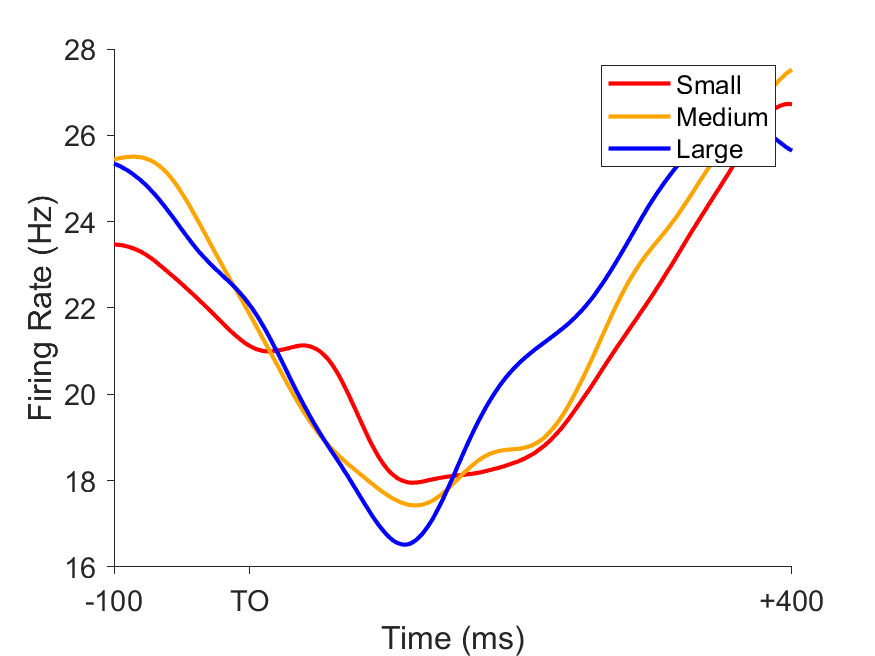 28
26
24
22
20
18
16
Firing Rate (Hz)
Small
Medium
Large
-100
TO
+400
Time (ms)